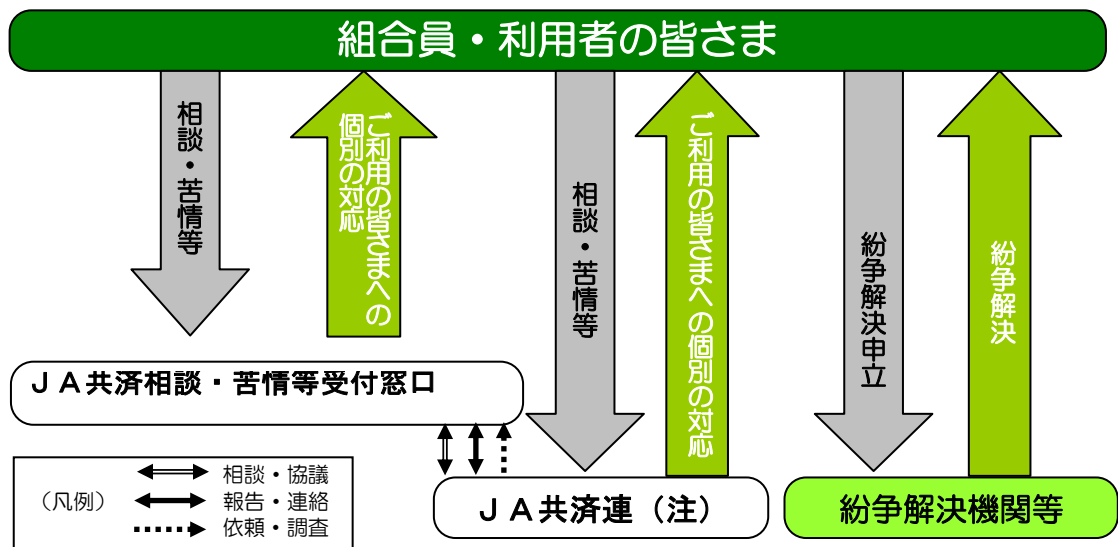 組合員・利用者の皆さま
相談・苦情等
ご利用の皆さまへの
個別の対応
相談・苦情等
ご利用の皆さまへの個別の対応
紛争解決申立
紛争解決
JA共済相談・苦情等受付窓口
(凡例)
相談・協議
報告・連絡
依頼・調査
JA共済連(注)
紛争解決機関等